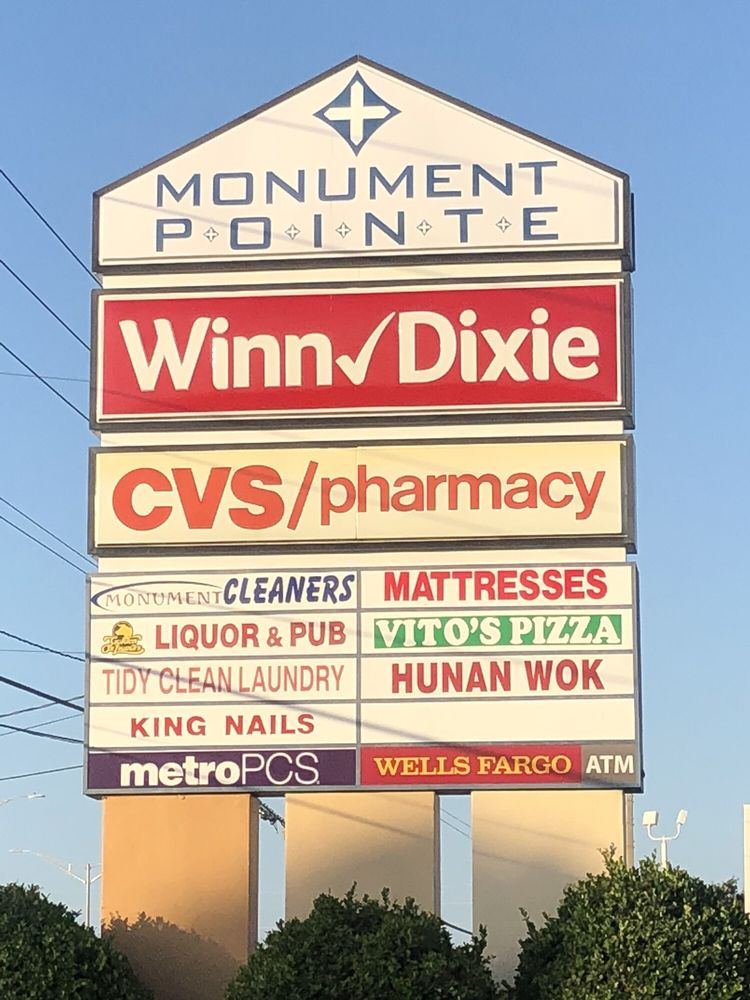 MONUMENT
POINTE
Winn Dixie
CVS/pharmacy
MONUMENT CLEANERS
MATTRESSES
LIQUOR & PUB
VITO'S PIZZA
TIDY CLEAN LAUNDRY
HUNAN WOK
KING NAILS
metroPCS
WELLS FARGO ATM